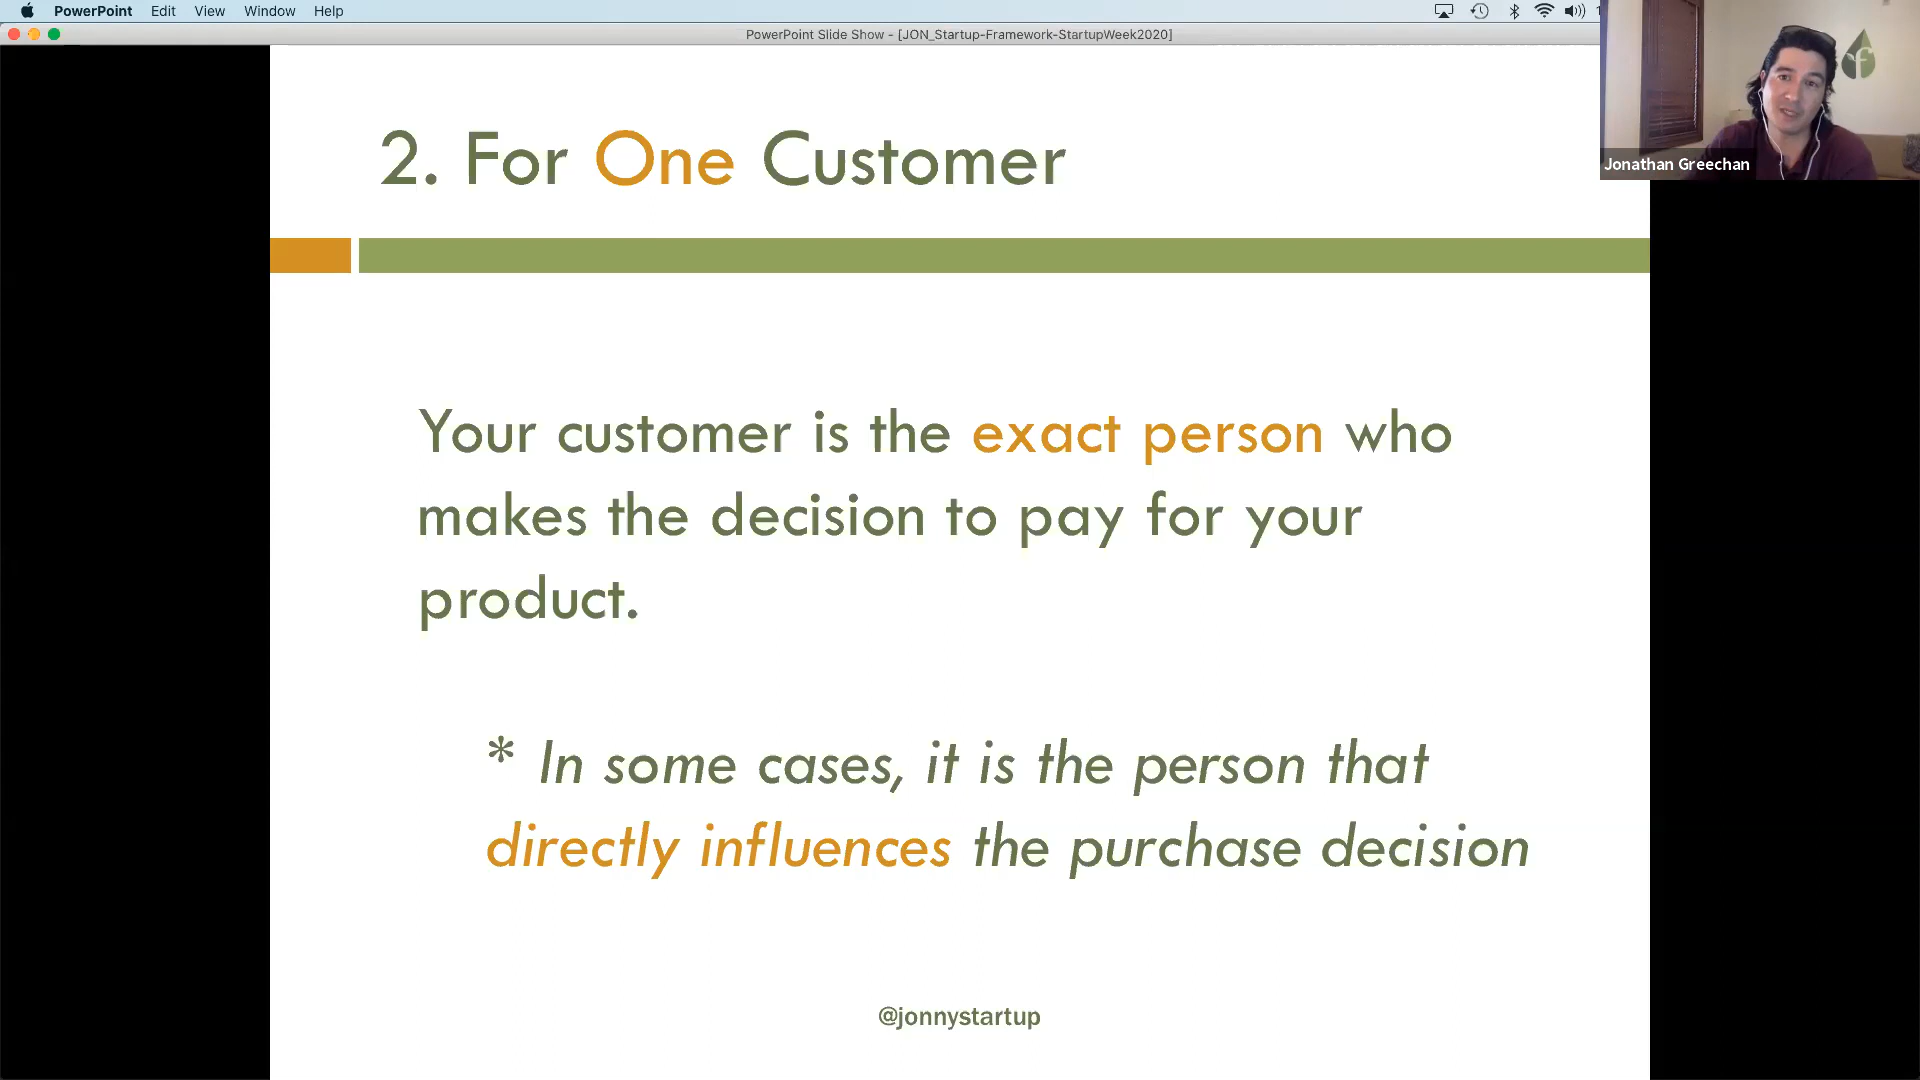 PowerPoint Edit View Window Help
PowerPoint Slide Show - [JON_Startup-Framework-StartupWeek2020]
Jonathan Greechan
2. For One Customer
Your customer is the exact person who
makes the decision to pay for your
product.
* In some cases, it is the person that
directly influences the purchase decision
@jonnystartup